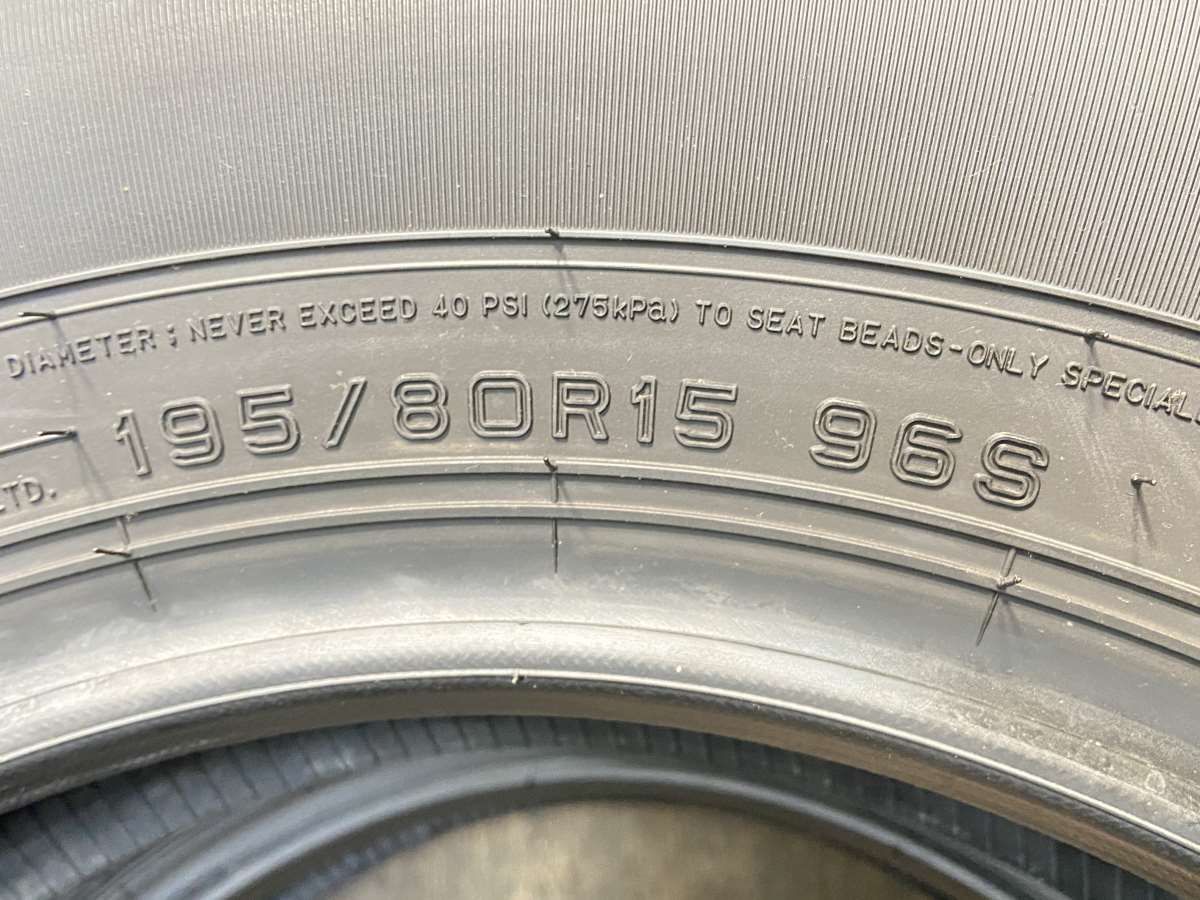 DIAMETER ; NEVER EXCEED 40 PSI (275kPa) TO SEAT BEADS-ONLY SPECIAL
195/80R15 96S
LTD.